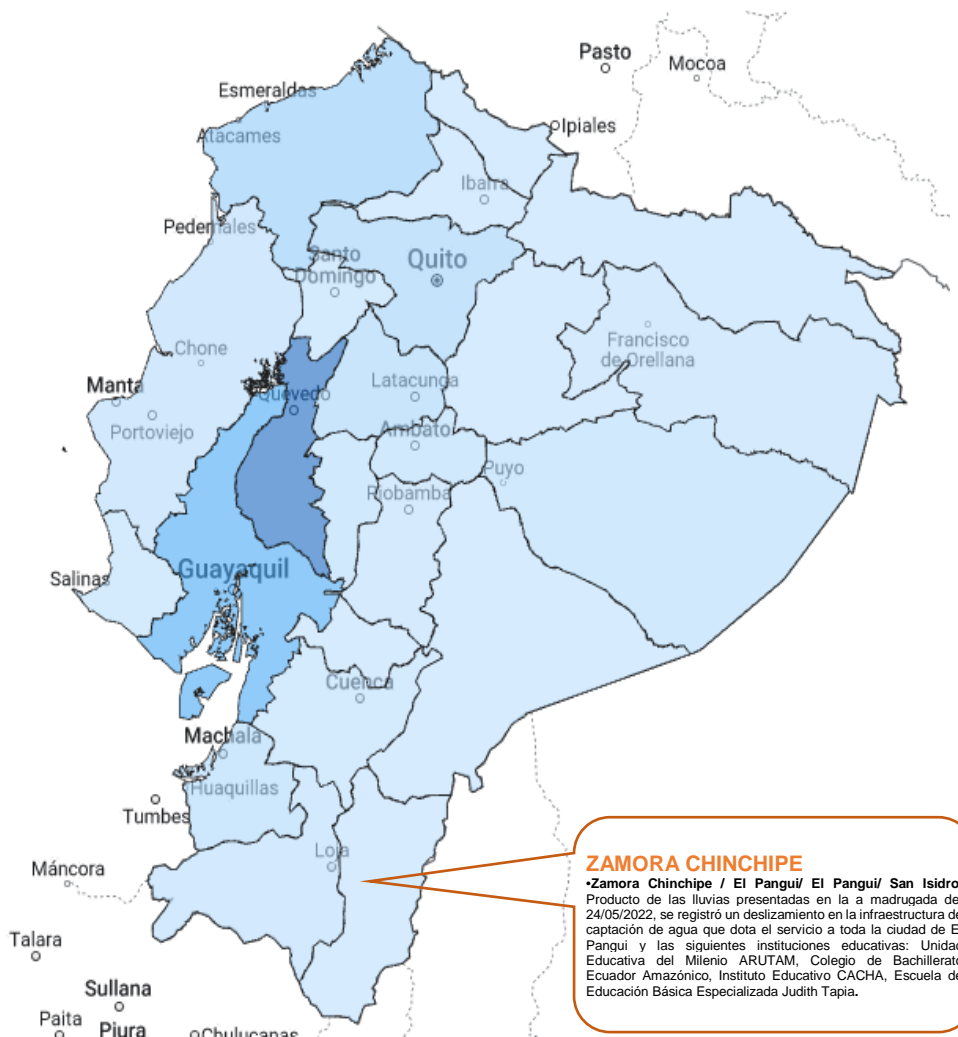 Pasto
Mocoa
Esmeraldas
Ipiales
Atacames
Ibarra
Pedernales
Santo
Domingo
Quito
Francisco
de Orellana
Chone
Latacunga
Manta
Quevedo
Portoviejo
Ambato
Puyo
Riobamba
Guayaquil
Salinas
Cuenca
Machala
Huaquillas
Tumbes
Loja
Máncora
Talara
Sullana
Paita
Piura
Chulucanas
ZAMORA CHINCHIPE
•Zamora Chinchipe / El Pangui/ El Pangui/ San Isidro
Producto de las lluvias presentadas en la a madrugada de
24/05/2022, se registró un deslizamiento en la infraestructura de
captación de agua que dota el servicio a toda la ciudad de E
Pangui y las siguientes instituciones educativas: Unidad
Educativa del Milenio ARUTAM, Colegio de Bachillerato
Ecuador Amazónico, Instituto Educativo CACHA, Escuela de
Educación Básica Especializada Judith Tapia.